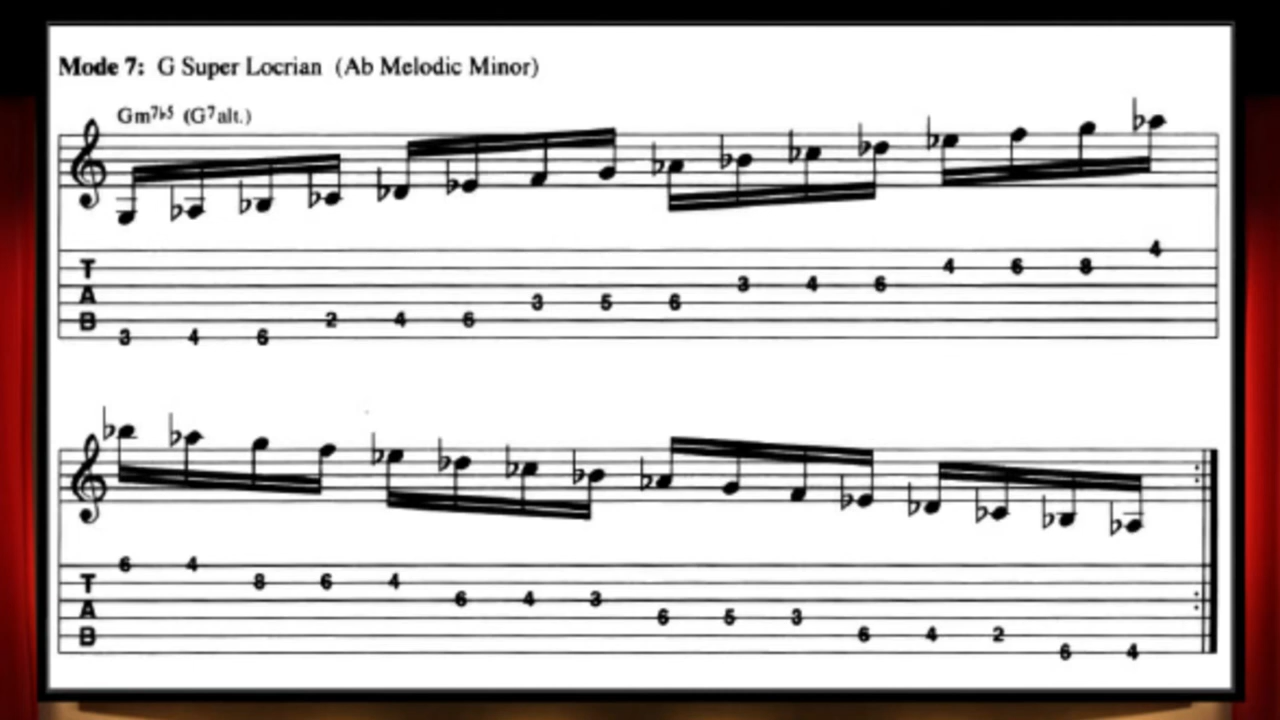 Mode 7: G Super Locrian (Ab Melodic Minor)
Gm7♭5 (G7alt.)
T
A
B
3 4 6 2 4 6 3 5 6 3 4 6 4 6 8 4
T
A
B
6 4 8 6 4 6 4 3 6 5 3 6 4 2 6 4